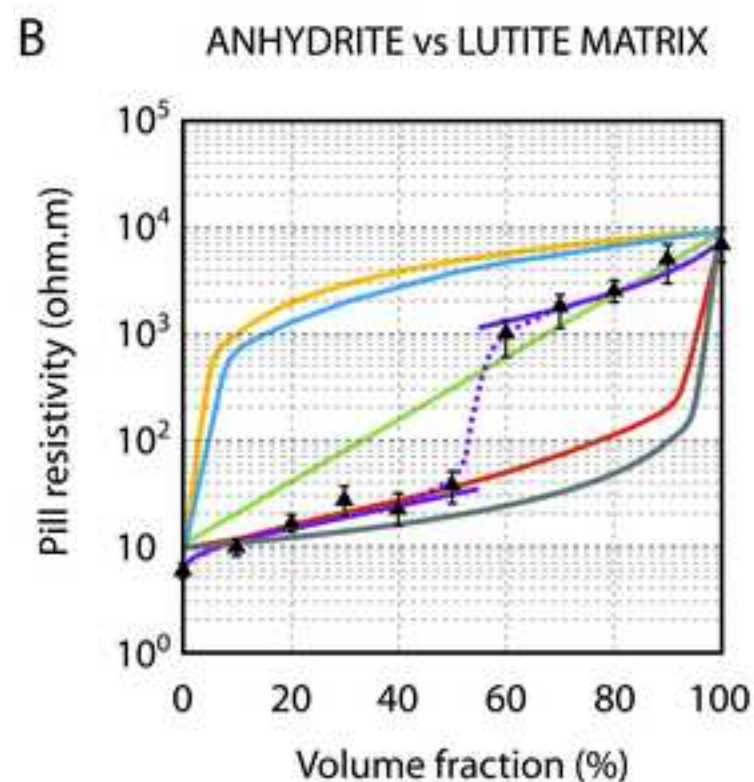 B
ANHYDRITE vs LUTITE MATRIX
Pill resistivity (ohm.m)
10⁵
10⁴
10³
10²
10
10⁰
0 20 40 60 80 100
Volume fraction (%)